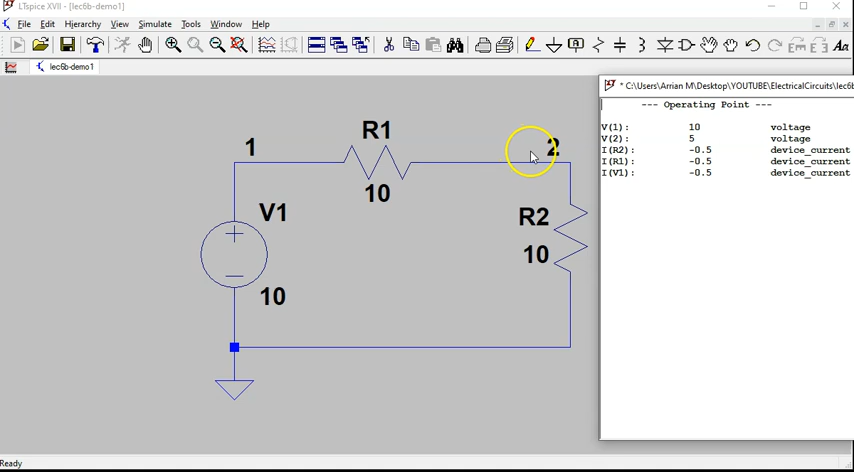 LTspice XVII - [lec6b-demo1]
File Edit Hierarchy View Simulate Tools Window Help
lec6b-demo1
* C:\Users\Arrian M\Desktop\YOUTUBE\ElectricalCircuits\lec6b
--- Operating Point ---
V(1): 10 voltage
V(2): 5 voltage
I(R2): -0.5 device_current
I(R1): -0.5 device_current
I(V1): -0.5 device_current
R1
1
2
10
V1
R2
10
10
Ready